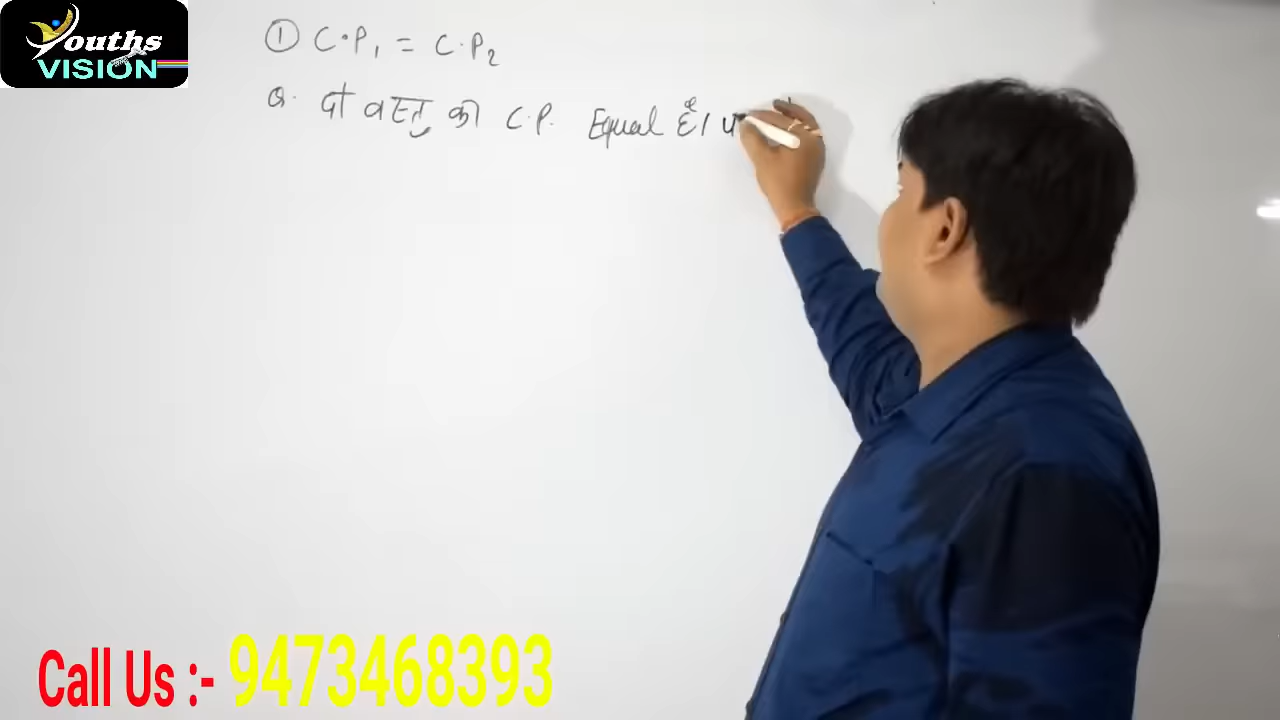 Youths
VISION
① C.P₁ = C.P₂
Q. दो वस्तु की C.P. Equal है।
Call Us :- 9473468393